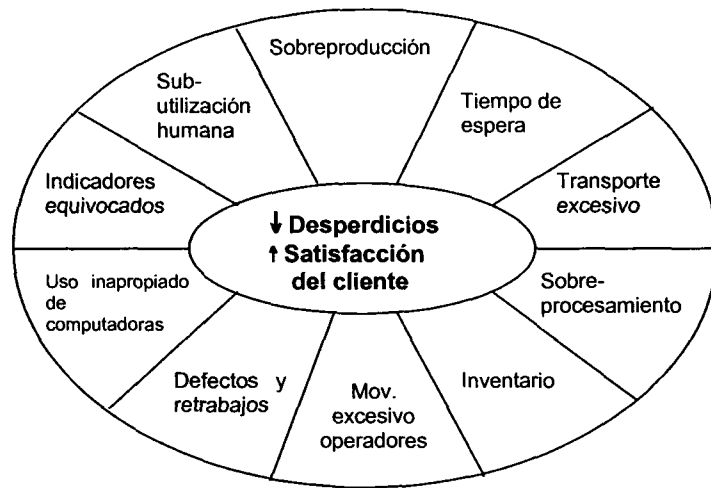 Sobreproducción
Tiempo de
espera
Transporte
excesivo
Sobre-
procesamiento
Inventario
Mov.
excesivo
operadores
Defectos y
retrabajos
Uso inapropiado
de
computadoras
Indicadores
equivocados
Sub-
utilización
humana
↓ Desperdicios
↑ Satisfacción
del cliente